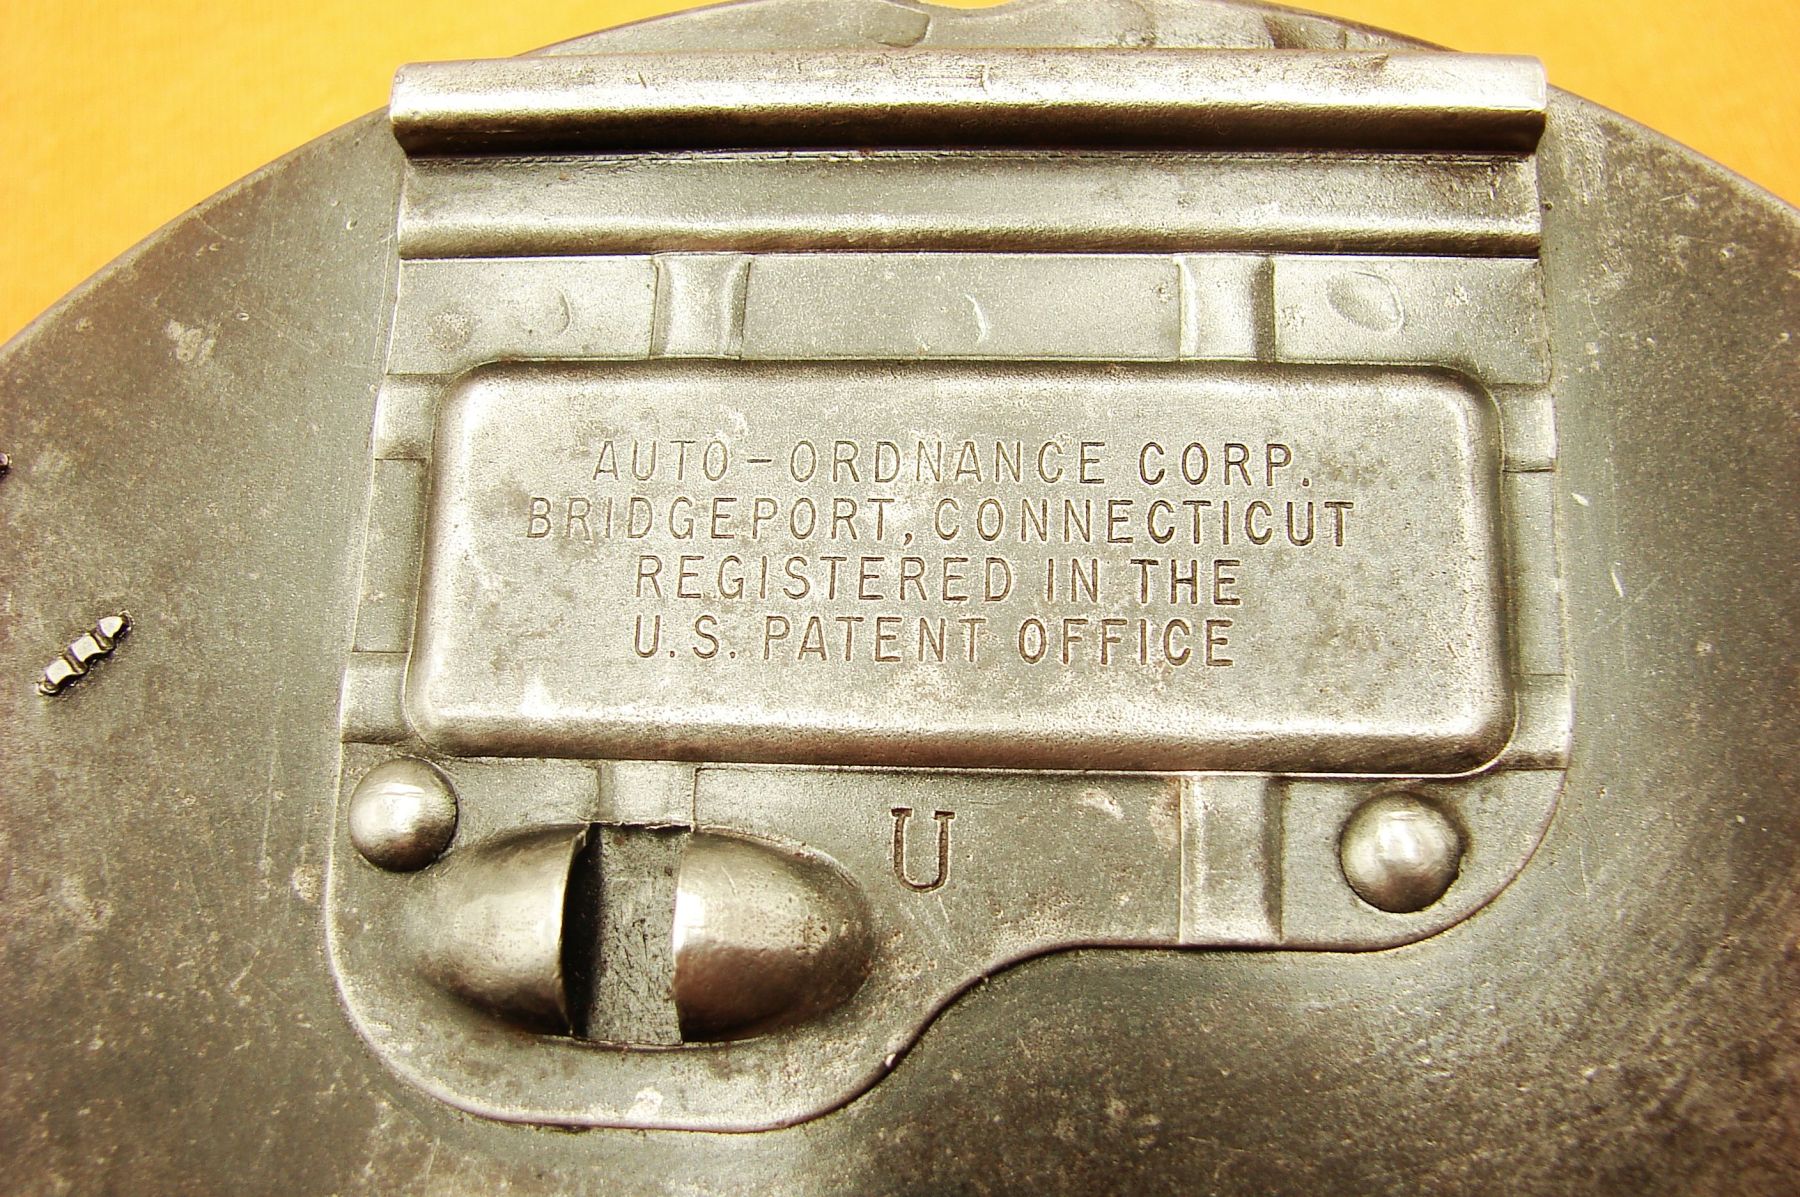 AUTO-ORDNANCE CORP.
BRIDGEPORT, CONNECTICUT
REGISTERED IN THE
U.S. PATENT OFFICE
U